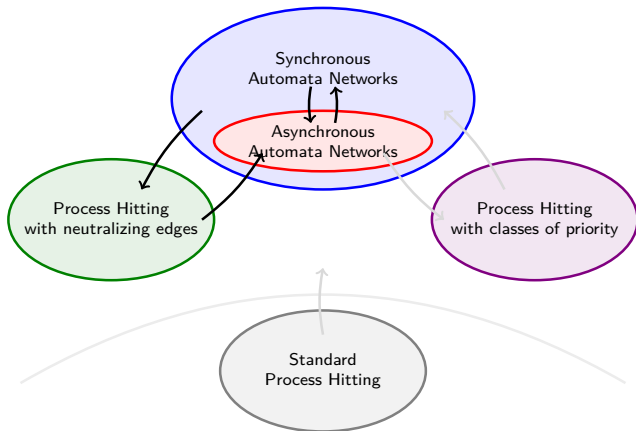 Synchronous
Automata Networks
Asynchronous
Automata Networks
Process Hitting
with neutralizing edges
Process Hitting
with classes of priority
Standard
Process Hitting